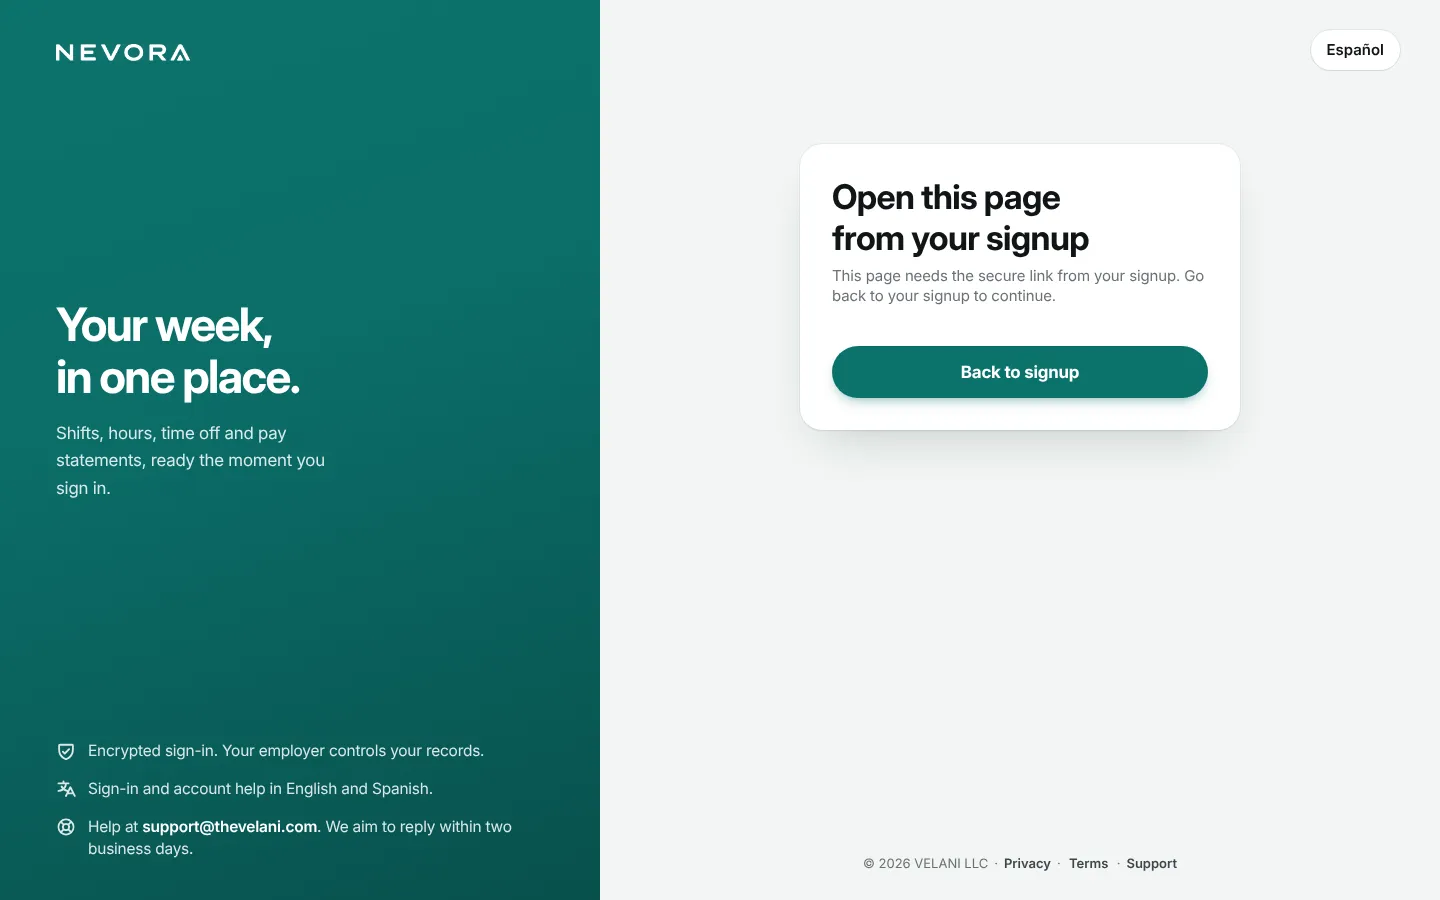 NEVORA
Your week,
in one place.
Shifts, hours, time off and pay
statements, ready the moment you
sign in.
Encrypted sign-in. Your employer controls your records.
Sign-in and account help in English and Spanish.
Help at support@thevelani.com. We aim to reply within two
business days.
Español
Open this page
from your signup
This page needs the secure link from your signup. Go
back to your signup to continue.
Back to signup
© 2026 VELANI LLC · Privacy · Terms · Support